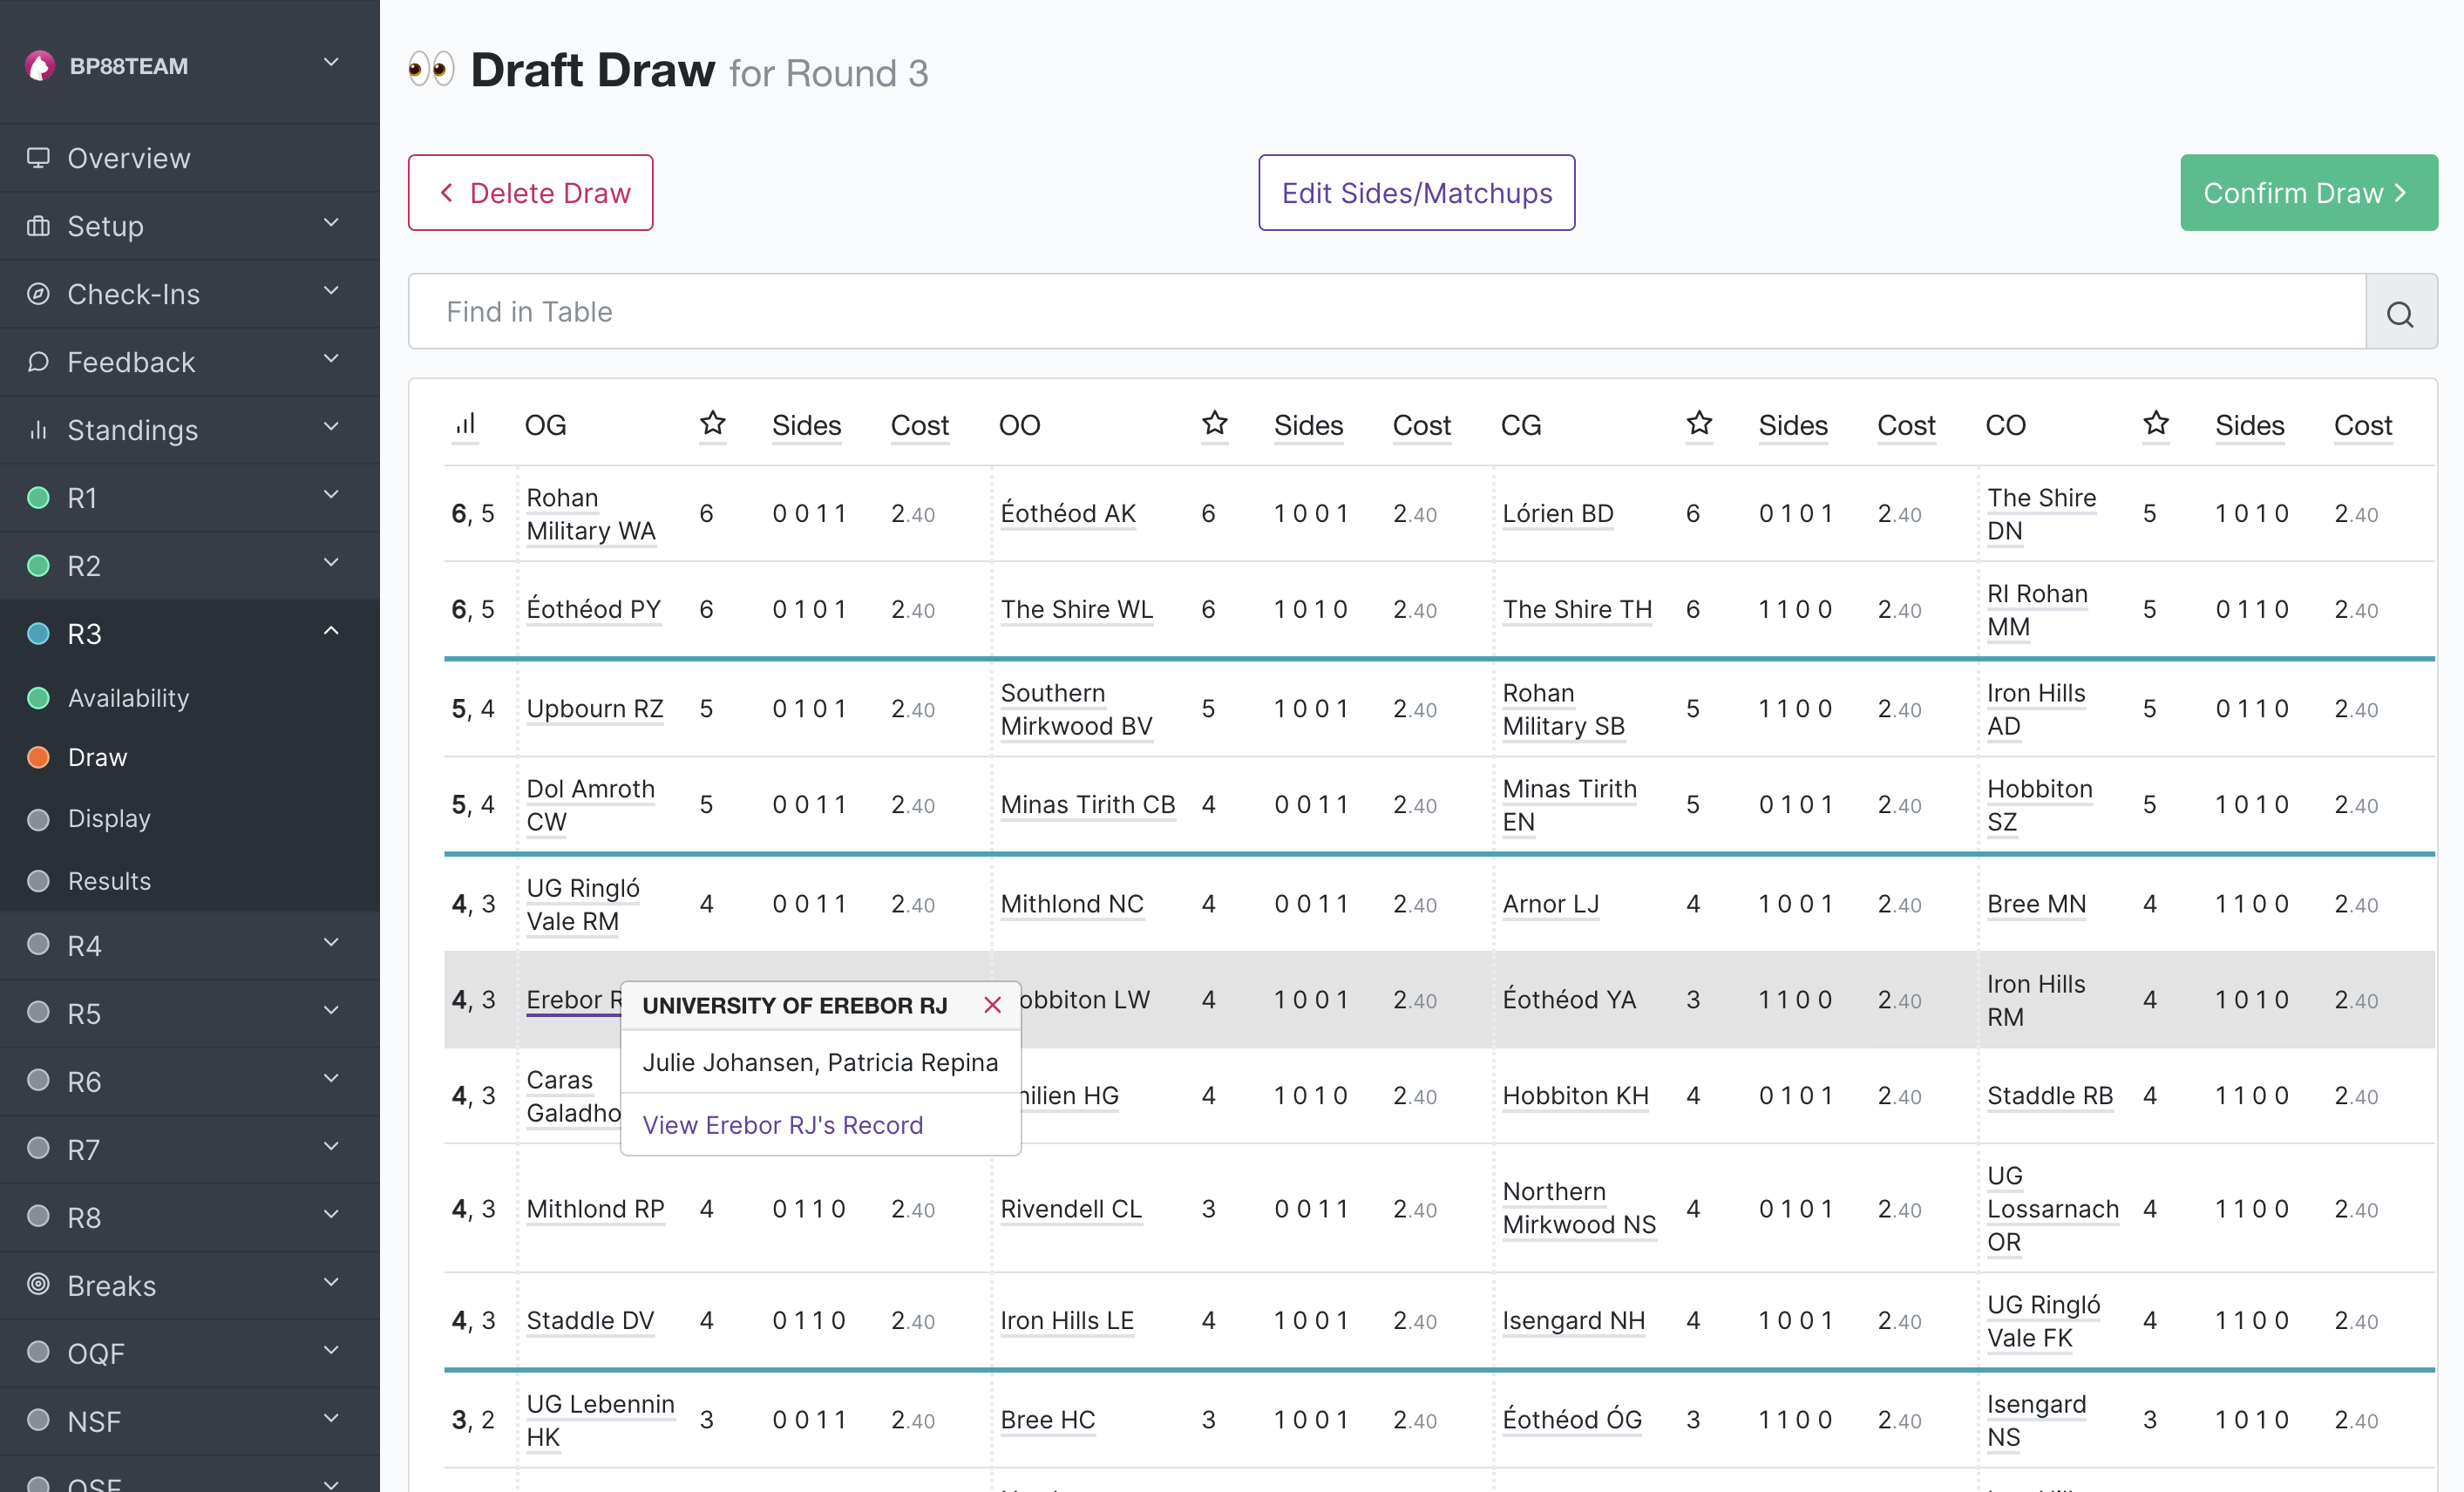 BP88TEAM
Overview
Setup
Check-Ins
Feedback
Standings
R1
R2
R3
Availability
Draw
Display
Results
R4
R5
R6
R7
R8
Breaks
OQF
NSF
OSF
Draft Draw for Round 3
Delete Draw
Edit Sides/Matchups
Confirm Draw
Find in Table
OG Sides Cost OO Sides Cost CG Sides Cost CO Sides Cost
6, 5 Rohan Military WA 6 0 0 1 1 2.40 Éothéod AK 6 1 0 0 1 2.40 Lórien BD 6 0 1 0 1 2.40 The Shire DN 5 1 0 1 0 2.40
6, 5 Éothéod PY 6 0 1 0 1 2.40 The Shire WL 6 1 0 1 0 2.40 The Shire TH 6 1 1 0 0 2.40 RI Rohan MM 5 0 1 1 0 2.40
5, 4 Upbourn RZ 5 0 1 0 1 2.40 Southern Mirkwood BV 5 1 0 0 1 2.40 Rohan Military SB 5 1 1 0 0 2.40 Iron Hills AD 5 0 1 1 0 2.40
5, 4 Dol Amroth CW 5 0 0 1 1 2.40 Minas Tirith CB 4 0 0 1 1 2.40 Minas Tirith EN 5 0 1 0 1 2.40 Hobbiton SZ 5 1 0 1 0 2.40
4, 3 UG Ringló Vale RM 4 0 0 1 1 2.40 Mithlond NC 4 0 0 1 1 2.40 Arnor LJ 4 1 0 0 1 2.40 Bree MN 4 1 1 0 0 2.40
4, 3 Erebor obbiton LW 4 1 0 0 1 2.40 Éothéod YA 3 1 1 0 0 2.40 Iron Hills RM 4 1 0 1 0 2.40
UNIVERSITY OF EREBOR RJ
Julie Johansen, Patricia Repina
View Erebor RJ's Record
4, 3 Caras Galadho ilien HG 4 1 0 1 0 2.40 Hobbiton KH 4 0 1 0 1 2.40 Staddle RB 4 1 1 0 0 2.40
4, 3 Mithlond RP 4 0 1 1 0 2.40 Rivendell CL 3 0 0 1 1 2.40 Northern Mirkwood NS 4 0 1 0 1 2.40 UG Lossarnach OR 4 1 1 0 0 2.40
4, 3 Staddle DV 4 0 1 1 0 2.40 Iron Hills LE 4 1 0 0 1 2.40 Isengard NH 4 1 0 0 1 2.40 UG Ringló Vale FK 4 1 1 0 0 2.40
3, 2 UG Lebennin HK 3 0 0 1 1 2.40 Bree HC 3 1 0 0 1 2.40 Éothéod ÓG 3 1 1 0 0 2.40 Isengard NS 3 1 0 1 0 2.40